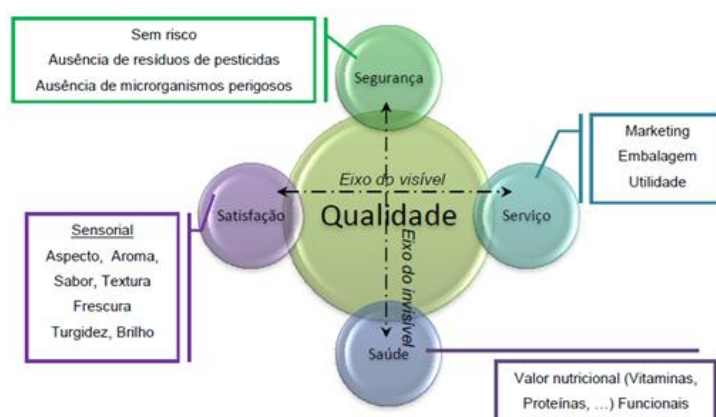 Sem risco
Ausência de resíduos de pesticidas
Ausência de microrganismos perigosos
Segurança
Marketing
Embalagem
Utilidade
Eixo do visível
Satisfação
Qualidade
Serviço
Sensorial
Aspecto, Aroma,
Sabor, Textura
Frescura
Turgidez, Brilho
Eixo do invisível
Saúde
Valor nutricional (Vitaminas,
Proteínas, ...) Funcionais